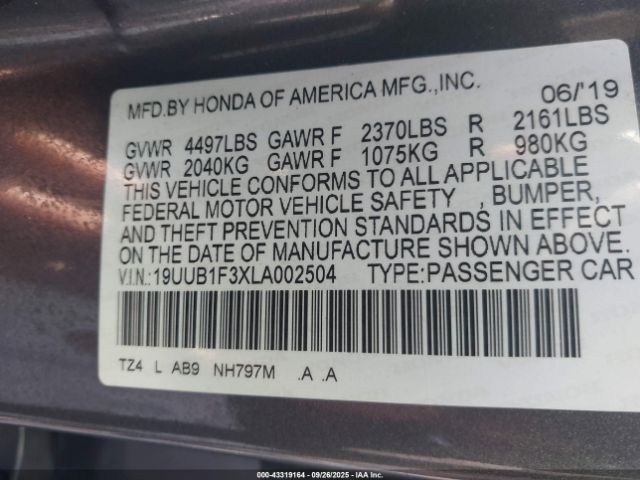 MFD.BY HONDA OF AMERICA MFG.,INC. 06/'19
GVWR 4497LBS GAWR F 2370LBS R 2161LBS
GVWR 2040KG GAWR F 1075KG R 980KG
THIS VEHICLE CONFORMS TO ALL APPLICABLE
FEDERAL MOTOR VEHICLE SAFETY , BUMPER,
AND THEFT PREVENTION STANDARDS IN EFFECT
ON THE DATE OF MANUFACTURE SHOWN ABOVE.
V.I.N.:19UUB1F3XLA002504 TYPE:PASSENGER CAR
TZ4 L AB9 NH797M .A .A
000-43319164 - 09/26/2025 - IAA Inc.